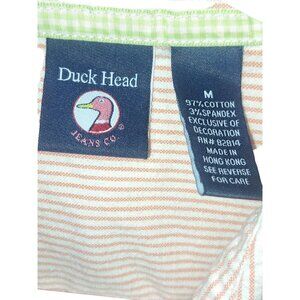 Duck Head
JEANS CO.®
M
97% COTTON
3% SPANDEX
EXCLUSIVE OF
DECORATION
RN# 82814
MADE IN
HONG KONG
SEE REVERSE
FOR CARE